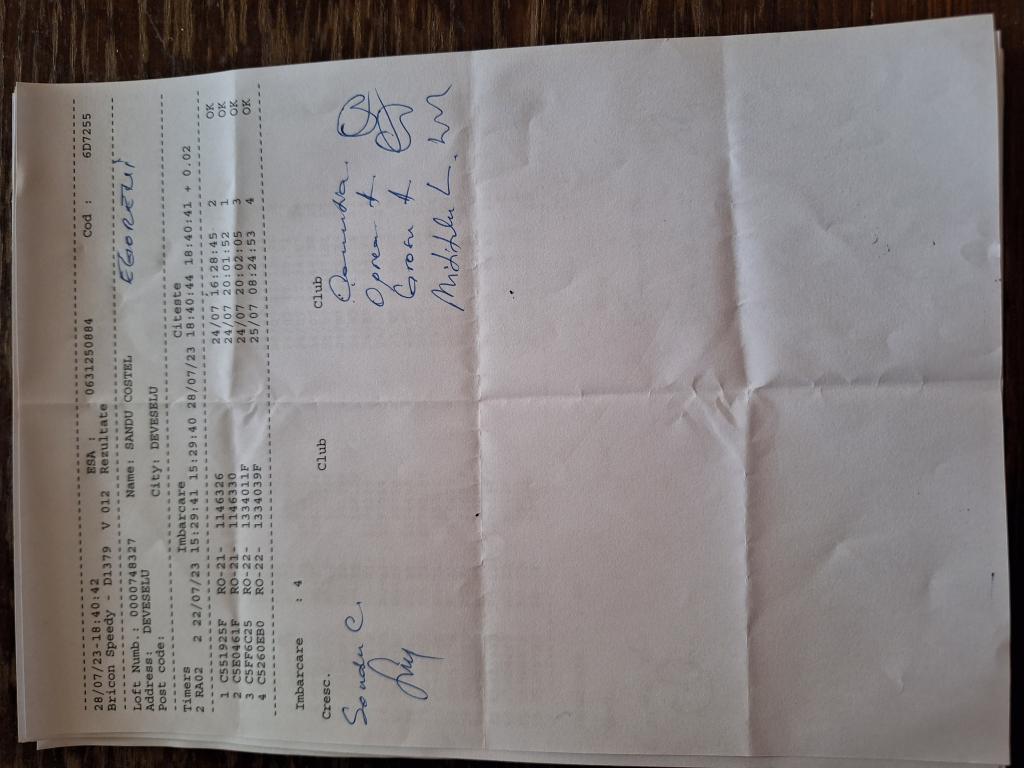 28/07/23-18:40:42 ESA : 0631250884 Cod : 6D7255
Bricon Speedy - D1379 V 012 Rezultate
Loft Numb.: 0000748327 Name: SANDU COSTEL
Address: DEVESELU City: DEVESELU
Post code:
Timers Imbarcare Citeste
2 RA02 2 22/07/23 15:29:41 15:29:40 28/07/23 18:40:44 18:40:41 + 0.02
1 C551925F RO-21- 1146326 24/07 16:28:45 2 OK
2 C5E0461F RO-21- 1146330 24/07 20:01:52 1 OK
3 C5FF6C25 RO-22- 1334011F 24/07 20:02:05 3 OK
4 C5260EB0 RO-22- 1334039F 25/07 08:24:53 4 OK
Imbarcare : 4
Cresc. Club Club
Sandu C.